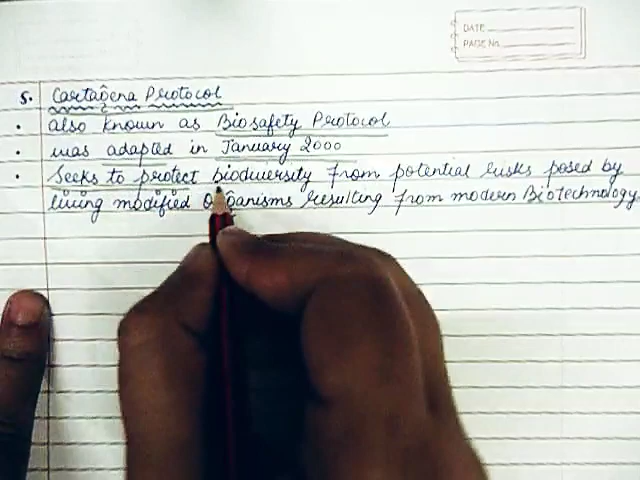 DATE
PAGE No.
5. Cartagena Protocol
• also known as Biosafety Protocol
• was adapted in January 2000
• Seeks to protect biodiversity from potential risks posed by
living modified Organisms resulting from modern Biotechnology